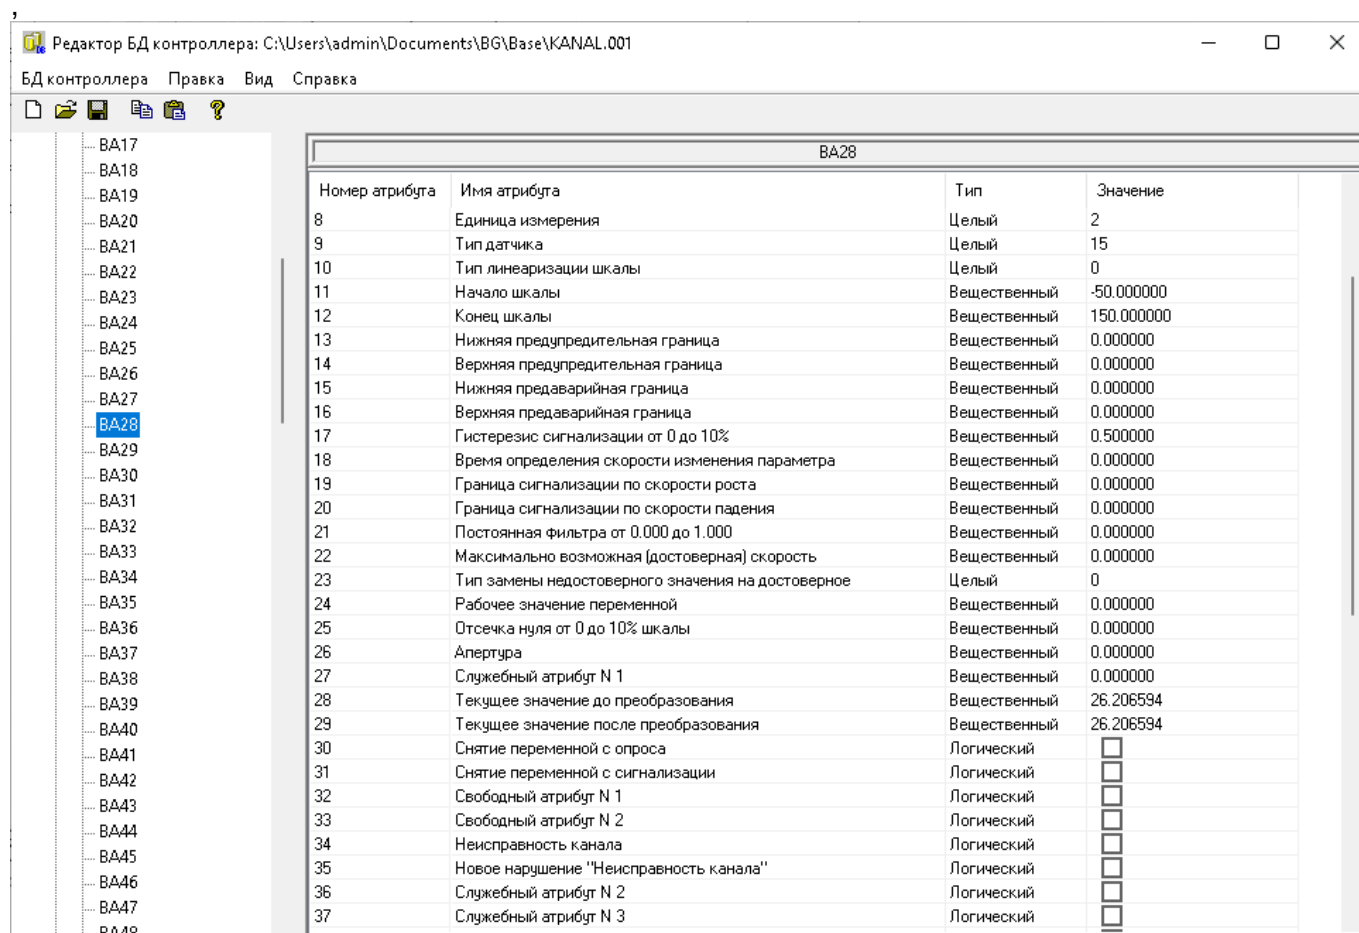 ,
Редактор БД контроллера: C:\Users\admin\Documents\BG\Base\KANAL.001
БД контроллера Правка Вид Справка
BA17
BA18
BA19
BA20
BA21
BA22
BA23
BA24
BA25
BA26
BA27
BA28
BA29
BA30
BA31
BA32
BA33
BA34
BA35
BA36
BA37
BA38
BA39
BA40
BA41
BA42
BA43
BA44
BA45
BA46
BA47
BA48
BA28
Номер атрибута Имя атрибута Тип Значение
8 Единица измерения Целый 2
9 Тип датчика Целый 15
10 Тип линеаризации шкалы Целый 0
11 Начало шкалы Вещественный -50.000000
12 Конец шкалы Вещественный 150.000000
13 Нижняя предупредительная граница Вещественный 0.000000
14 Верхняя предупредительная граница Вещественный 0.000000
15 Нижняя предаварийная граница Вещественный 0.000000
16 Верхняя предаварийная граница Вещественный 0.000000
17 Гистерезис сигнализации от 0 до 10% Вещественный 0.500000
18 Время определения скорости изменения параметра Вещественный 0.000000
19 Граница сигнализации по скорости роста Вещественный 0.000000
20 Граница сигнализации по скорости падения Вещественный 0.000000
21 Постоянная фильтра от 0.000 до 1.000 Вещественный 0.000000
22 Максимально возможная (достоверная) скорость Вещественный 0.000000
23 Тип замены недостоверного значения на достоверное Целый 0
24 Рабочее значение переменной Вещественный 0.000000
25 Отсечка нуля от 0 до 10% шкалы Вещественный 0.000000
26 Апертура Вещественный 0.000000
27 Служебный атрибут N 1 Вещественный 0.000000
28 Текущее значение до преобразования Вещественный 26.206594
29 Текущее значение после преобразования Вещественный 26.206594
30 Снятие переменной с опроса Логический
31 Снятие переменной с сигнализации Логический
32 Свободный атрибут N 1 Логический
33 Свободный атрибут N 2 Логический
34 Неисправность канала Логический
35 Новое нарушение "Неисправность канала" Логический
36 Служебный атрибут N 2 Логический
37 Служебный атрибут N 3 Логический